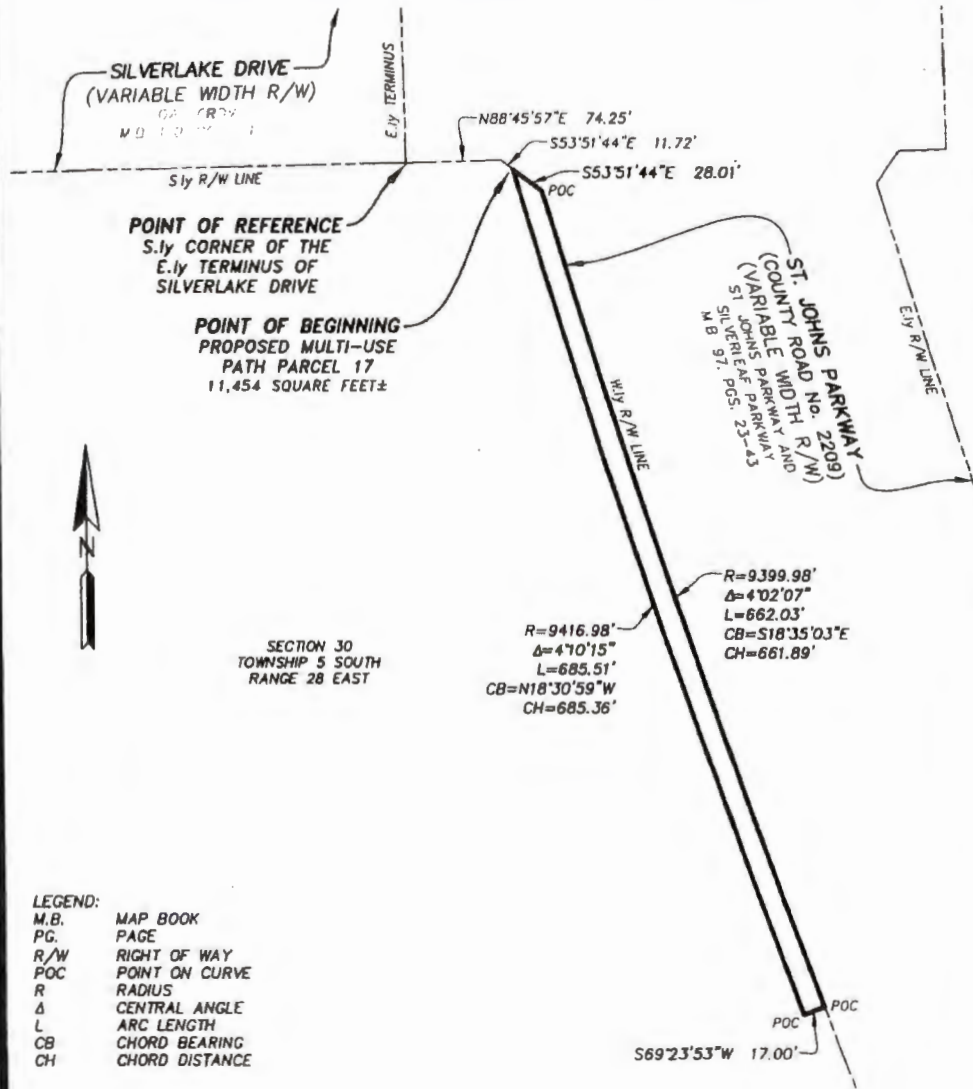 SILVERLAKE DRIVE
(VARIABLE WIDTH R/W)
M.B.
E.ly TERMINUS
N88°45'57"E 74.25'
S53°51'44"E 11.72'
S53°51'44"E 28.01'
S.ly R/W LINE
POC
POINT OF REFERENCE
S.ly CORNER OF THE
E.ly TERMINUS OF
SILVERLAKE DRIVE
POINT OF BEGINNING
PROPOSED MULTI-USE
PATH PARCEL 17
11,454 SQUARE FEET±
ST. JOHNS PARKWAY
(COUNTY ROAD No. 2209)
(VARIABLE WIDTH R/W)
ST. JOHNS PARKWAY AND
SILVERLEAF PARKWAY
M.B. 97, PGS. 23-43
E.ly R/W LINE
W.ly R/W LINE
N
R=9399.98'
Δ=4°02'07"
L=662.03'
CB=S18°35'03"E
CH=661.89'
R=9416.98'
Δ=4°10'15"
L=685.51'
CB=N18°30'59"W
CH=685.36'
SECTION 30
TOWNSHIP 5 SOUTH
RANGE 28 EAST
LEGEND:
M.B. MAP BOOK
PG. PAGE
R/W RIGHT OF WAY
POC POINT ON CURVE
R RADIUS
Δ CENTRAL ANGLE
L ARC LENGTH
CB CHORD BEARING
CH CHORD DISTANCE
POC
POC
S69°23'53"W 17.00'